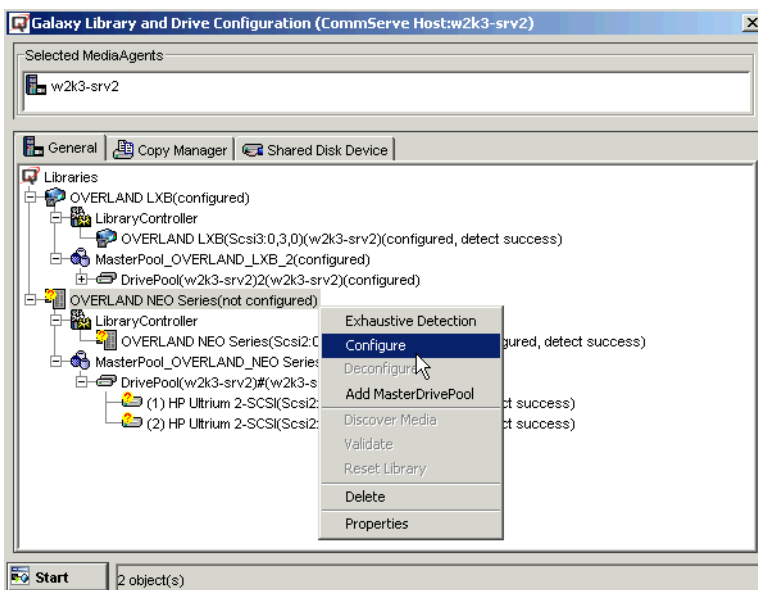 Galaxy Library and Drive Configuration (CommServe Host:w2k3-srv2)
Selected MediaAgents
w2k3-srv2
General Copy Manager Shared Disk Device
Libraries
OVERLAND LXB(configured)
LibraryController
OVERLAND LXB(Scsi3:0,3,0)(w2k3-srv2)(configured, detect success)
MasterPool_OVERLAND_LXB_2(configured)
DrivePool(w2k3-srv2)2(w2k3-srv2)(configured)
OVERLAND NEO Series(not configured)
LibraryController
OVERLAND NEO Series(Scsi2:0 gured, detect success)
MasterPool_OVERLAND_NEO Series
DrivePool(w2k3-srv2)#(w2k3-s
(1) HP Ultrium 2-SCSI(Scsi2: ct success)
(2) HP Ultrium 2-SCSI(Scsi2: ct success)
Exhaustive Detection
Configure
Deconfigure
Add MasterDrivePool
Discover Media
Validate
Reset Library
Delete
Properties
Start
2 object(s)